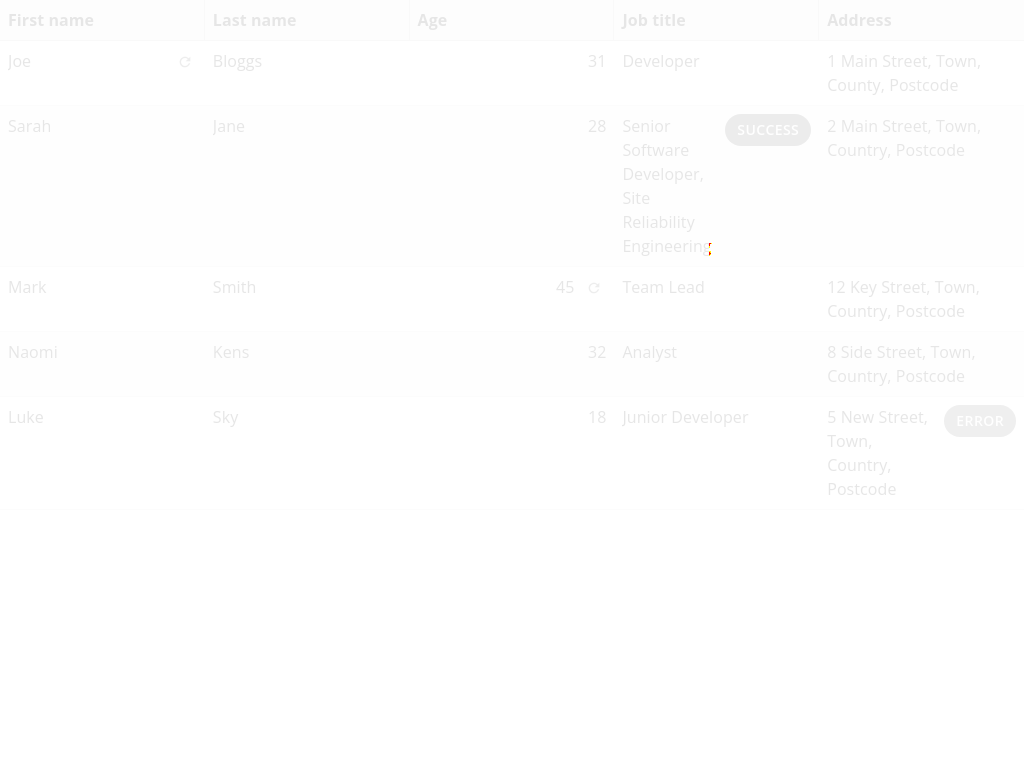 First name Last name Age Job title Address
Joe Bloggs 31 Developer 1 Main Street, Town,
County, Postcode
Sarah Jane 28 Senior SUCCESS 2 Main Street, Town,
Software Country, Postcode
Developer,
Site
Reliability
Engineering
Mark Smith 45 Team Lead 12 Key Street, Town,
Country, Postcode
Naomi Kens 32 Analyst 8 Side Street, Town,
Country, Postcode
Luke Sky 18 Junior Developer 5 New Street, ERROR
Town,
Country,
Postcode